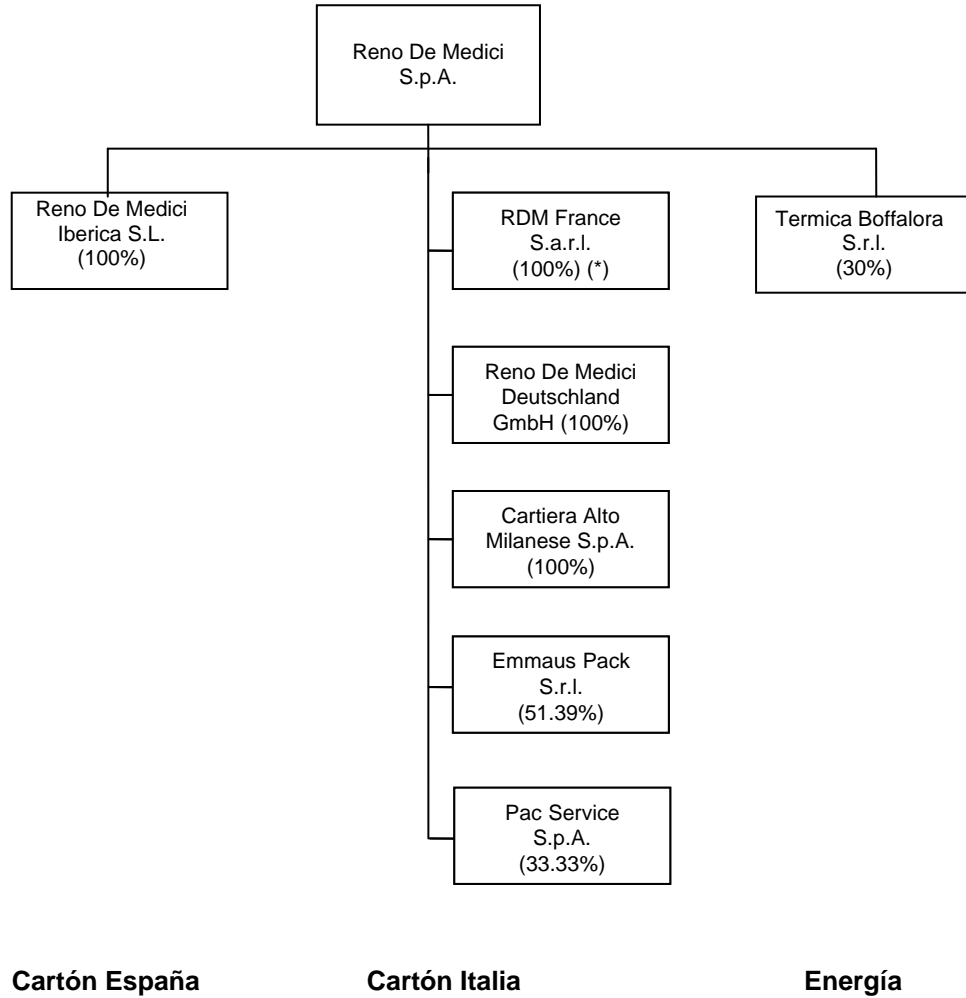 Reno De Medici
S.p.A.
Reno De Medici
Iberica S.L.
(100%)
RDM France
S.a.r.l.
(100%) (*)
Termica Boffalora
S.r.l.
(30%)
Reno De Medici
Deutschland
GmbH (100%)
Cartiera Alto
Milanese S.p.A.
(100%)
Emmaus Pack
S.r.l.
(51.39%)
Pac Service
S.p.A.
(33.33%)
Cartón España
Cartón Italia
Energía